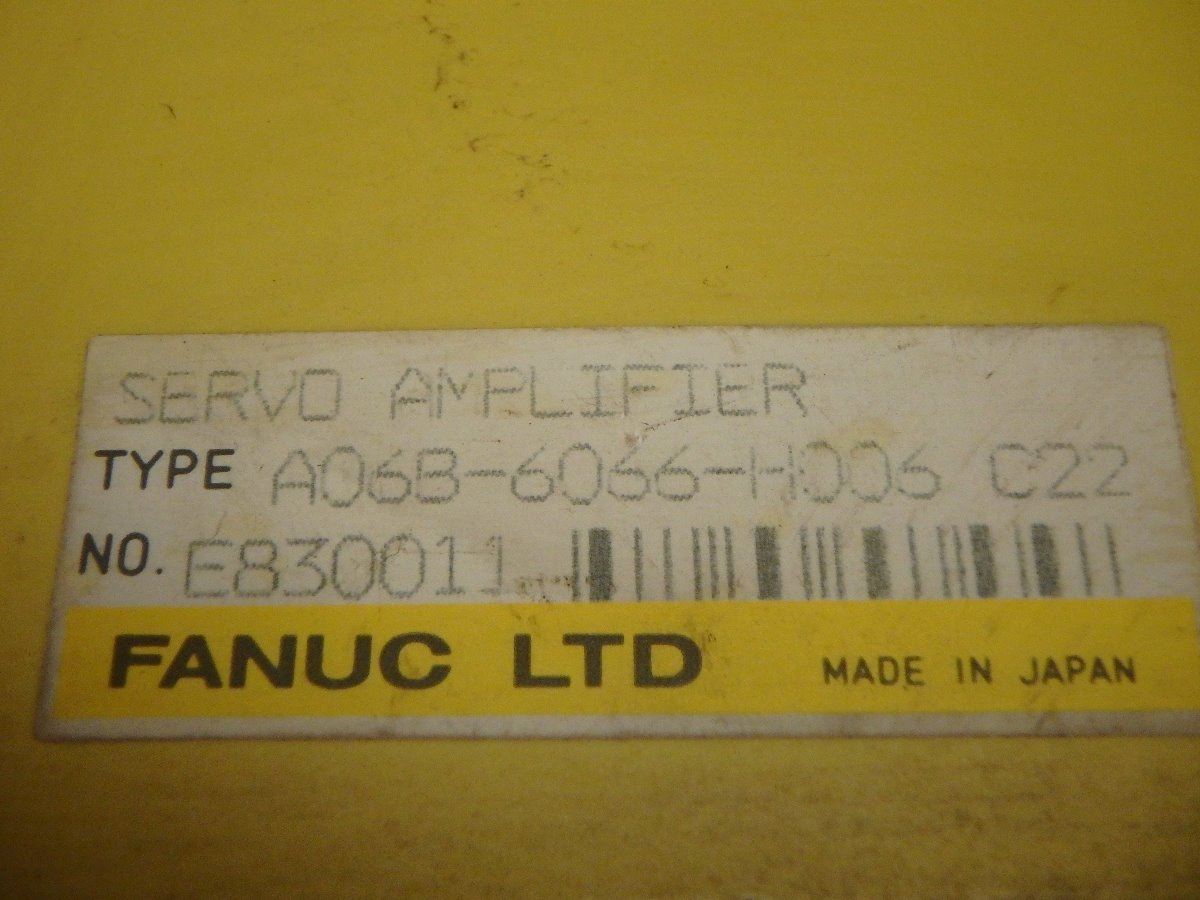 SERVO AMPLIFIER
TYPE A06B-6066-H006 C22
NO. E830011
FANUC LTD MADE IN JAPAN